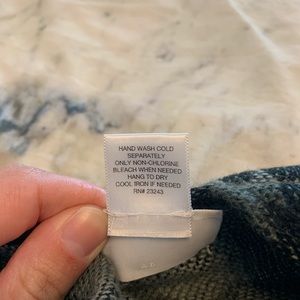 HAND WASH COLD
SEPARATELY
ONLY NON-CHLORINE
BLEACH WHEN NEEDED
HANG TO DRY
COOL IRON IF NEEDED
RN# 23243